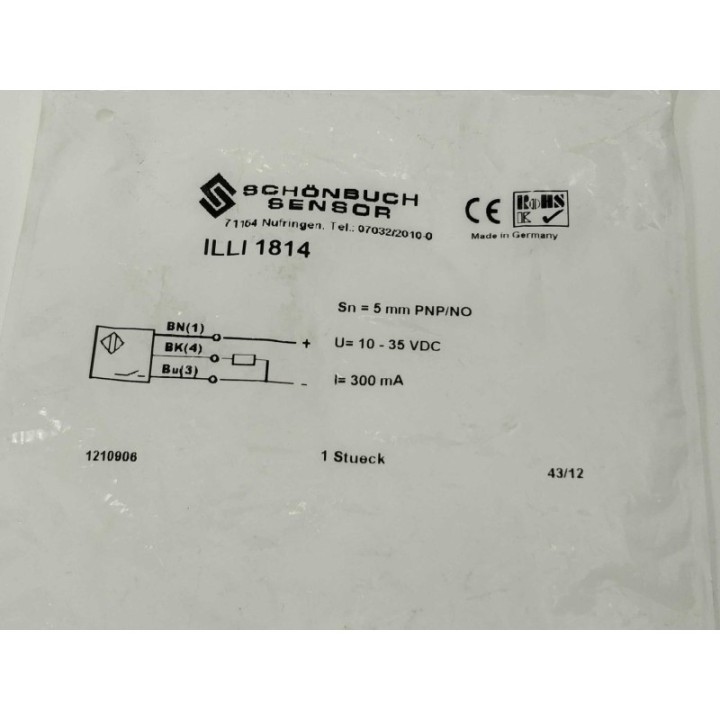 SCHÖNBUCH
SENSOR
71154 Nufringen, Tel.: 07032/2010-0
ILLI 1814
CE
RoHS
K
Made in Germany
Sn = 5 mm PNP/NO
BN(1)
+
U= 10 - 35 VDC
BK(4)
Bu(3)
-
I= 300 mA
1210906
1 Stueck
43/12